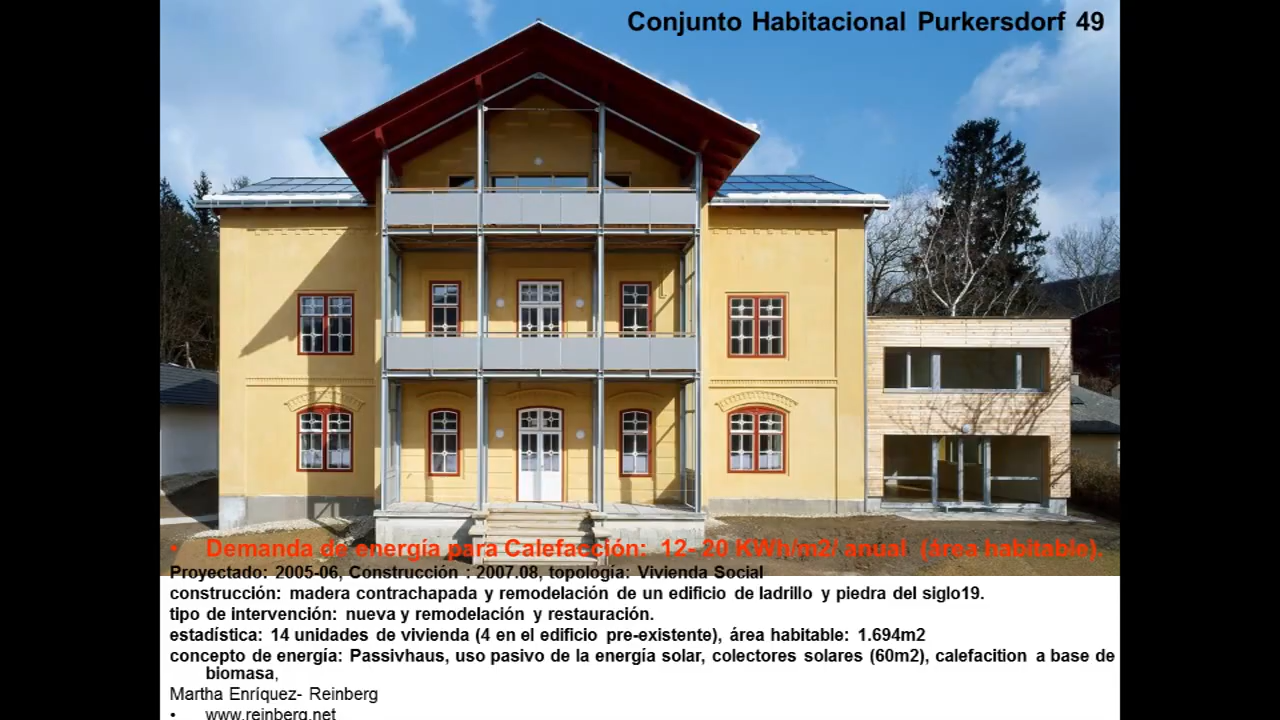 Conjunto Habitacional Purkersdorf 49
• Demanda de energía para Calefacción: 12- 20 KWh/m2/ anual (área habitable).
Proyectado: 2005-06, Construcción : 2007.08, topología: Vivienda Social
construcción: madera contrachapada y remodelación de un edificio de ladrillo y piedra del siglo19.
tipo de intervención: nueva y remodelación y restauración.
estadística: 14 unidades de vivienda (4 en el edificio pre-existente), área habitable: 1.694m2
concepto de energía: Passivhaus, uso pasivo de la energía solar, colectores solares (60m2), calefacition a base de
biomasa,
Martha Enríquez- Reinberg
• www.reinberg.net